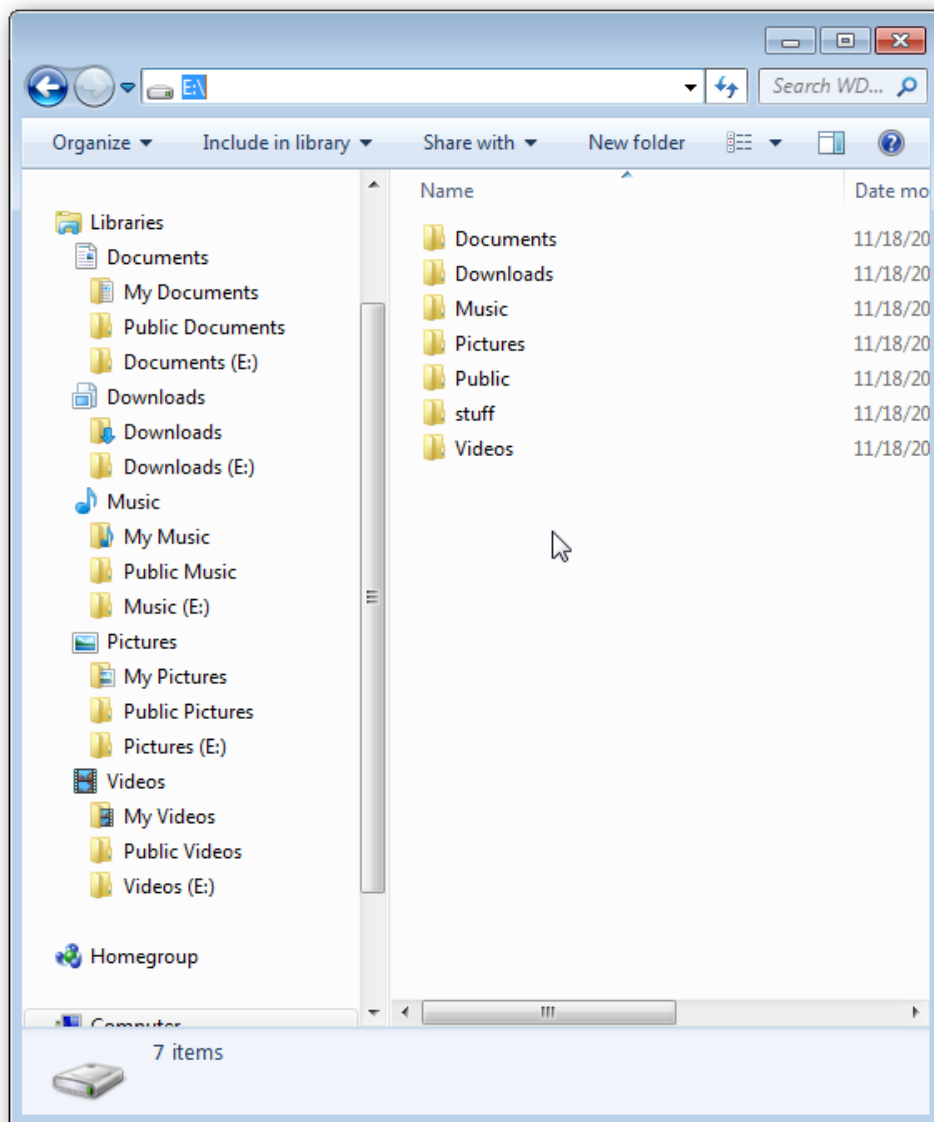 E:\
Search WD...
Organize Include in library Share with New folder
Name Date mo
Libraries
Documents
My Documents
Public Documents
Documents (E:)
Downloads
Downloads
Downloads (E:)
Music
My Music
Public Music
Music (E:)
Pictures
My Pictures
Public Pictures
Pictures (E:)
Videos
My Videos
Public Videos
Videos (E:)
Homegroup
Computer
Documents 11/18/20
Downloads 11/18/20
Music 11/18/20
Pictures 11/18/20
Public 11/18/20
stuff 11/18/20
Videos 11/18/20
7 items